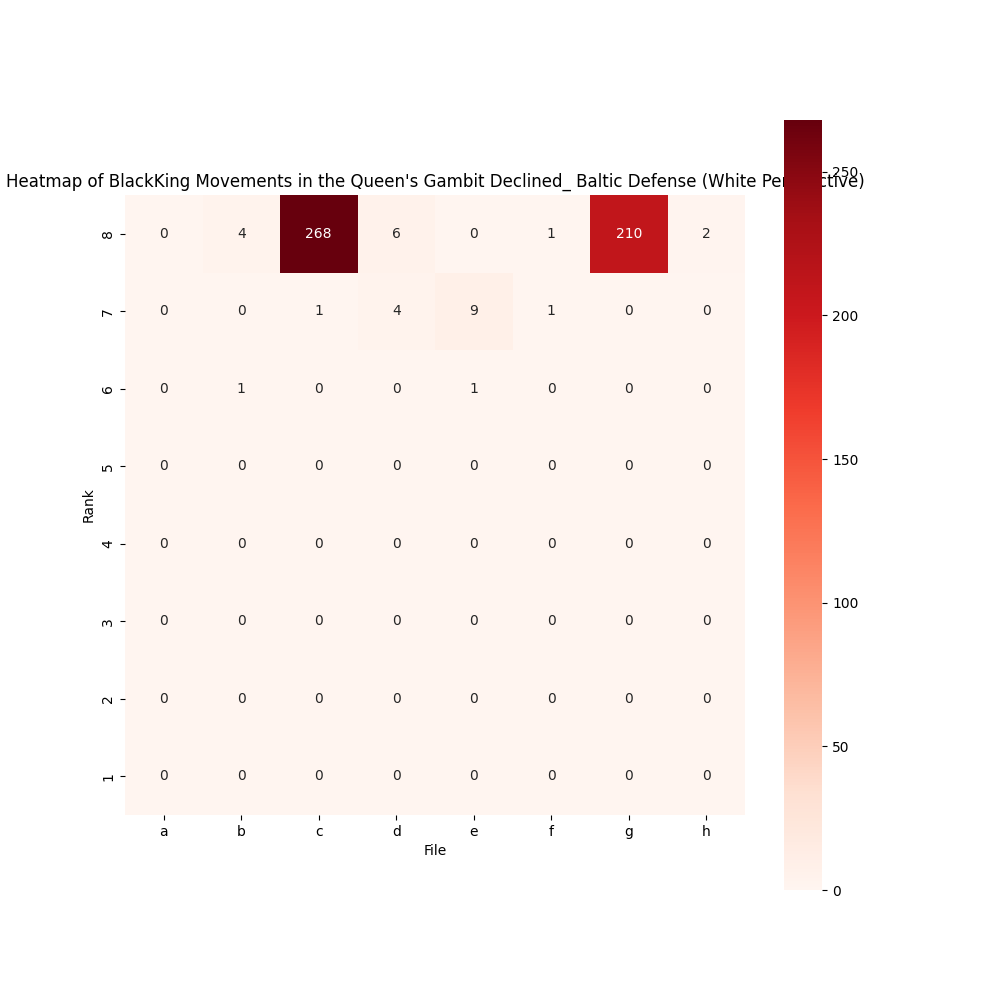 Heatmap of BlackKing Movements in the Queen's Gambit Declined_ Baltic Defense (White Pe ctive)
250
8 0 4 268 6 0 1 210 2
7 0 0 1 4 9 1 0 0
200
6 0 1 0 0 1 0 0 0
150
5 0 0 0 0 0 0 0 0
Rank
4 0 0 0 0 0 0 0 0
100
3 0 0 0 0 0 0 0 0
2 0 0 0 0 0 0 0 0
50
1 0 0 0 0 0 0 0 0
a b c d e f g h
File
0